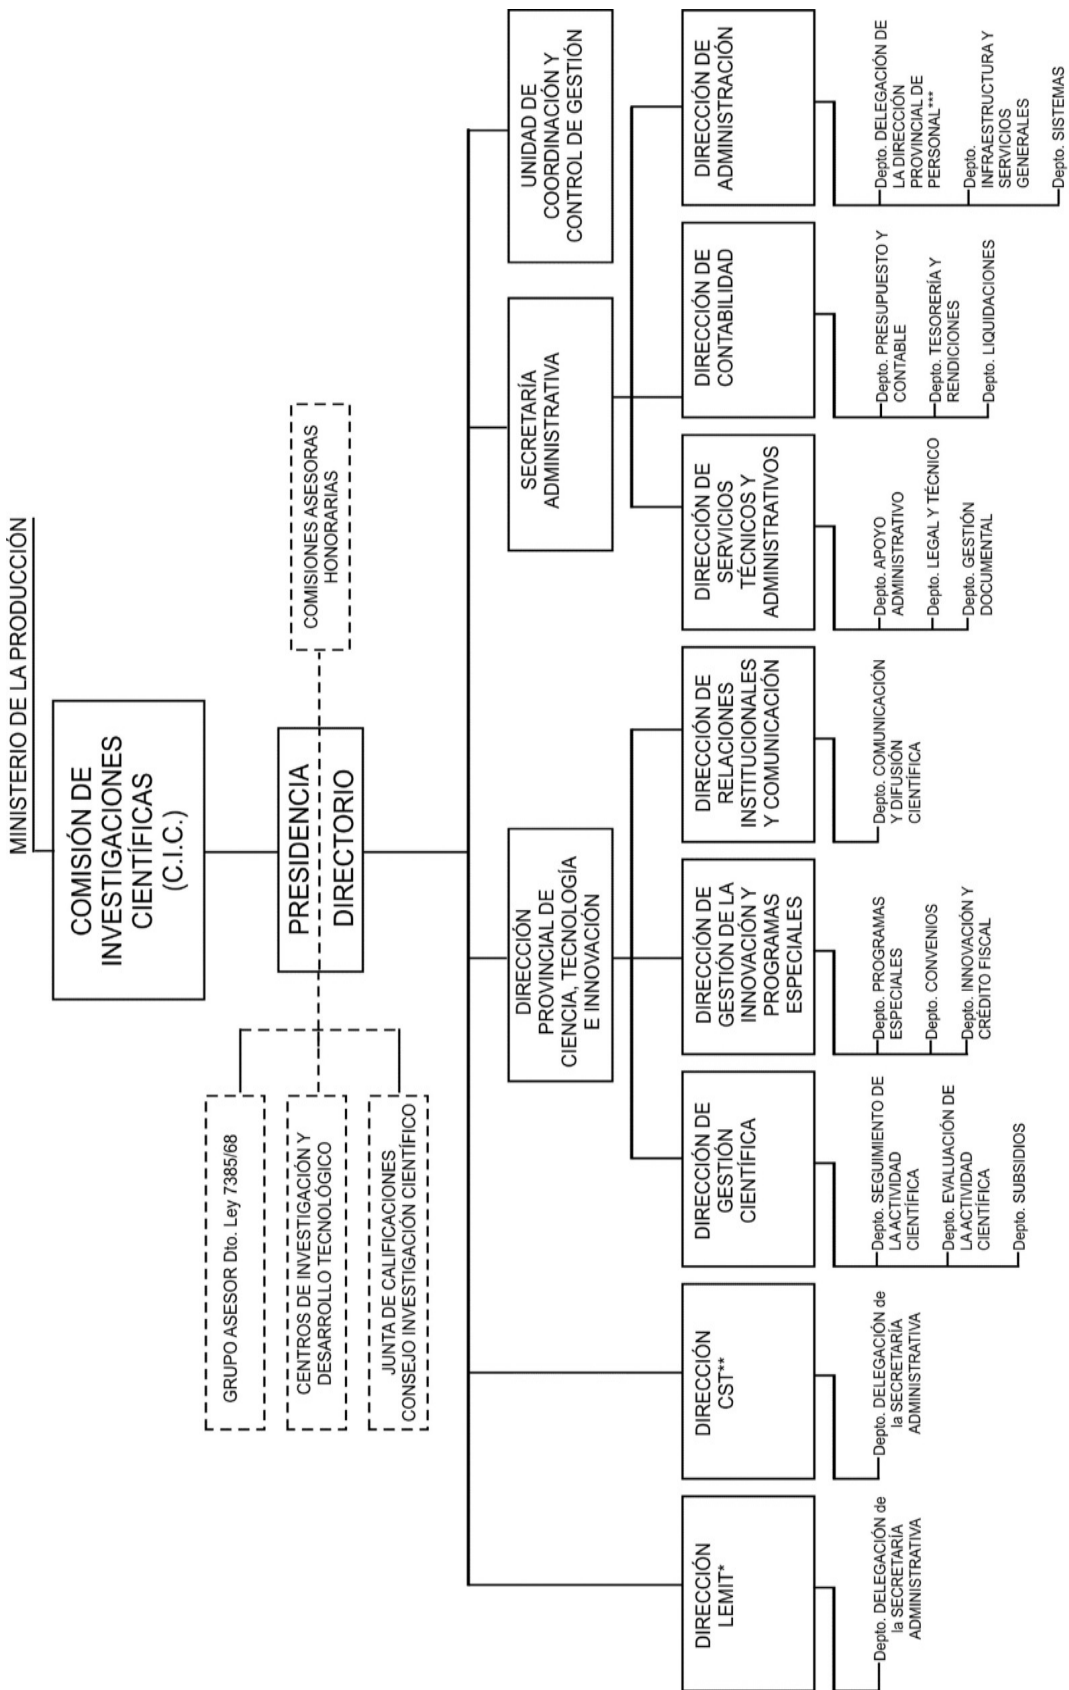 MINISTERIO DE LA PRODUCCIÓN
COMISIÓN DE
INVESTIGACIONES
CIENTÍFICAS
(C.I.C.)
PRESIDENCIA
DIRECTORIO
COMISIONES ASESORAS
HONORARIAS
GRUPO ASESOR Dto. Ley 7385/68
CENTROS DE INVESTIGACIÓN Y
DESARROLLO TECNOLÓGICO
JUNTA DE CALIFICACIONES
CONSEJO INVESTIGACIÓN CIENTÍFICO
DIRECCIÓN
PROVINCIAL DE
CIENCIA, TECNOLOGÍA
E INNOVACIÓN
SECRETARÍA
ADMINISTRATIVA
UNIDAD DE
COORDINACIÓN Y
CONTROL DE GESTIÓN
DIRECCIÓN
LEMIT*
DIRECCIÓN
CST**
DIRECCIÓN DE
GESTIÓN
CIENTÍFICA
DIRECCIÓN DE
GESTIÓN DE LA
INNOVACIÓN Y
PROGRAMAS
ESPECIALES
DIRECCIÓN DE
RELACIONES
INSTITUCIONALES
Y COMUNICACIÓN
DIRECCIÓN DE
SERVICIOS
TÉCNICOS Y
ADMINISTRATIVOS
DIRECCIÓN DE
CONTABILIDAD
DIRECCIÓN DE
ADMINISTRACIÓN
Depto. DELEGACIÓN de
la SECRETARÍA
ADMINISTRATIVA
Depto. DELEGACIÓN de
la SECRETARÍA
ADMINISTRATIVA
Depto. SEGUIMIENTO DE
LA ACTIVIDAD
CIENTÍFICA
Depto. EVALUACIÓN DE
LA ACTIVIDAD
CIENTÍFICA
Depto. SUBSIDIOS
Depto. PROGRAMAS
ESPECIALES
Depto. CONVENIOS
Depto. INNOVACIÓN Y
CRÉDITO FISCAL
Depto. COMUNICACIÓN
Y DIFUSIÓN
CIENTÍFICA
Depto. APOYO
ADMINISTRATIVO
Depto. LEGAL Y TÉCNICO
Depto. GESTIÓN
DOCUMENTAL
Depto. PRESUPUESTO Y
CONTABLE
Depto. TESORERÍA Y
RENDICIONES
Depto. LIQUIDACIONES
Depto. DELEGACIÓN DE
LA DIRECCIÓN
PROVINCIAL DE
PERSONAL***
Depto.
INFRAESTRUCTURA Y
SERVICIOS
GENERALES
Depto. SISTEMAS